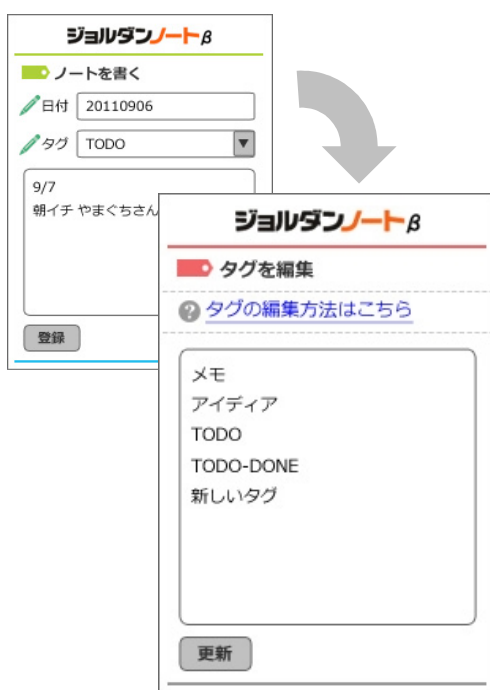 ジョルダンノートβ
ノートを書く
日付 20110906
タグ TODO
9/7
朝イチ やまぐちさん
登録
ジョルダンノートβ
タグを編集
? タグの編集方法はこちら
メモ
アイディア
TODO
TODO-DONE
新しいタグ
更新